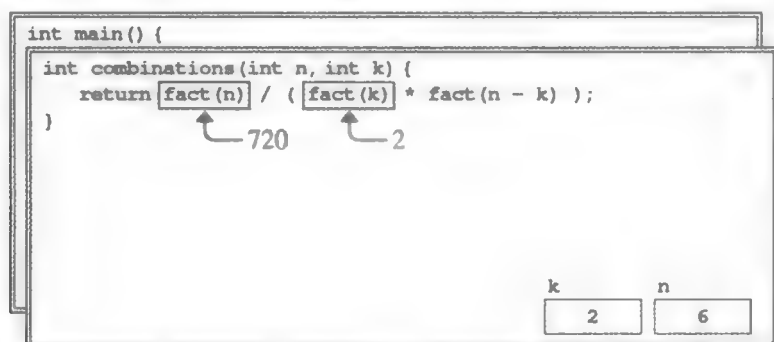 int main() {
int combinations(int n, int k) {
return fact(n) / ( fact(k) * fact(n - k) );
}
720 2
k n
2 6